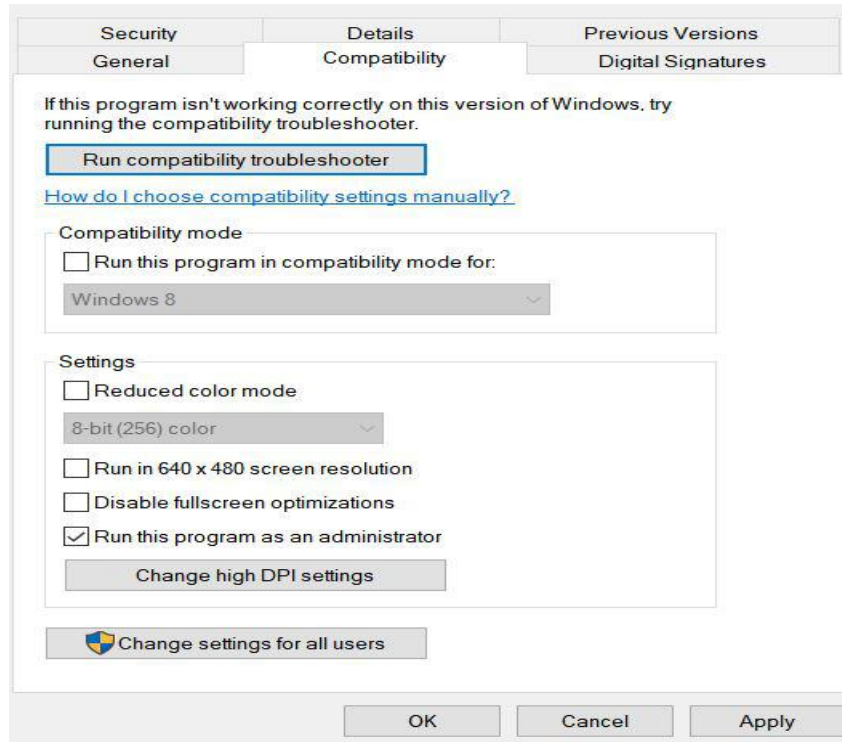 Security Details Previous Versions
General Compatibility Digital Signatures
If this program isn't working correctly on this version of Windows, try
running the compatibility troubleshooter.
Run compatibility troubleshooter
How do I choose compatibility settings manually?
Compatibility mode
Run this program in compatibility mode for:
Windows 8
Settings
Reduced color mode
8-bit (256) color
Run in 640 x 480 screen resolution
Disable fullscreen optimizations
Run this program as an administrator
Change high DPI settings
Change settings for all users
OK Cancel Apply